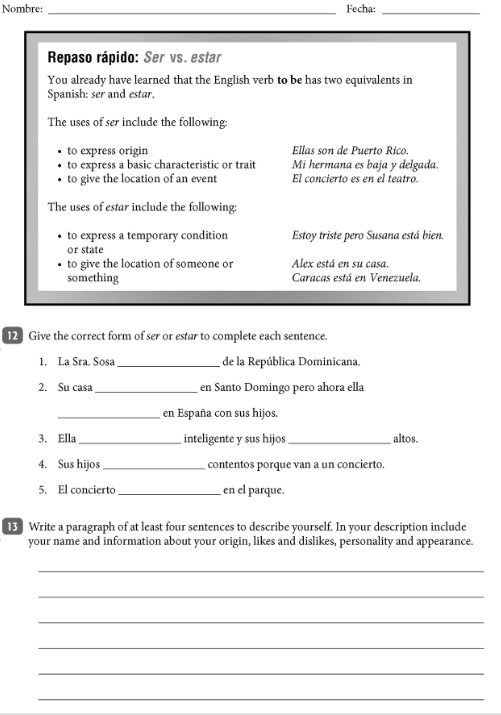 Nombre: Fecha:
Repaso rápido: Ser vs. estar
You already have learned that the English verb to be has two equivalents in
Spanish: ser and estar.
The uses of ser include the following:
• to express origin Ellas son de Puerto Rico.
• to express a basic characteristic or trait Mi hermana es baja y delgada.
• to give the location of an event El concierto es en el teatro.
The uses of estar include the following:
• to express a temporary condition Estoy triste pero Susana está bien.
or state
• to give the location of someone or Alex está en su casa.
something Caracas está en Venezuela.
12 Give the correct form of ser or estar to complete each sentence.
1. La Sra. Sosa ____ de la República Dominicana.
2. Su casa ____ en Santo Domingo pero ahora ella
____ en España con sus hijos.
3. Ella ____ inteligente y sus hijos ____ altos.
4. Sus hijos ____ contentos porque van a un concierto.
5. El concierto ____ en el parque.
13 Write a paragraph of at least four sentences to describe yourself. In your description include
your name and information about your origin, likes and dislikes, personality and appearance.